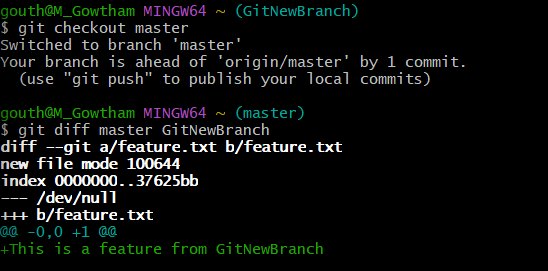 gouth@M_Gowtham MINGW64 ~ (GitNewBranch)
$ git checkout master
Switched to branch 'master'
Your branch is ahead of 'origin/master' by 1 commit.
  (use "git push" to publish your local commits)

gouth@M_Gowtham MINGW64 ~ (master)
$ git diff master GitNewBranch
diff --git a/feature.txt b/feature.txt
new file mode 100644
index 0000000..37625bb
--- /dev/null
+++ b/feature.txt
@@ -0,0 +1 @@
+This is a feature from GitNewBranch